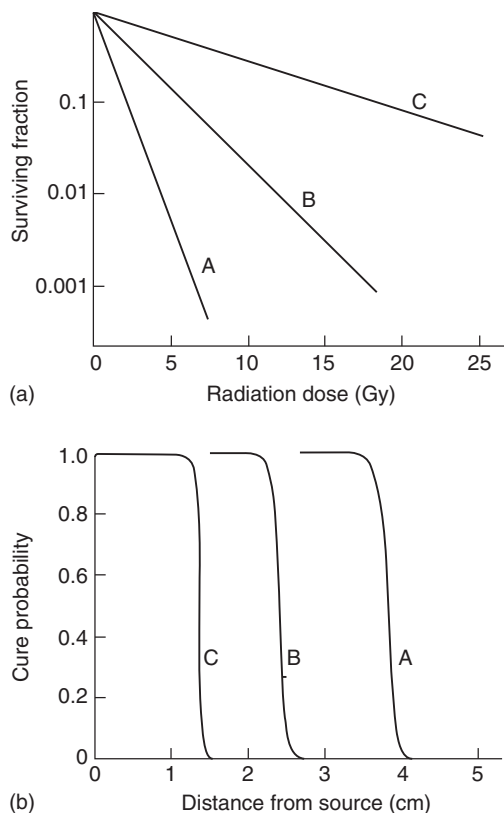 Surviving fraction
0.1
0.01
0.001
C
B
A
0 5 10 15 20 25
(a) Radiation dose (Gy)
Cure probability
1.0
0.8
0.6
0.4
0.2
0
C B A
0 1 2 3 4 5
(b) Distance from source (cm)